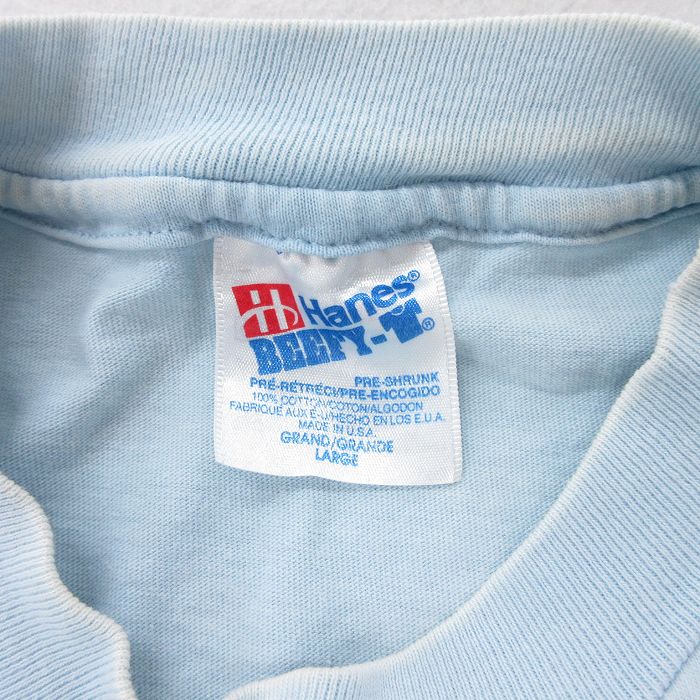 H Hanes®
BEEFY-T®
PRE-SHRUNK
PRÉ-RÉTRÉCI/PRE-ENCOGIDO
100% COTTON/COTON/ALGODON
FABRIQUE AUX É-U/HECHO EN LOS E.U.A.
MADE IN U.S.A.
GRAND/GRANDE
LARGE